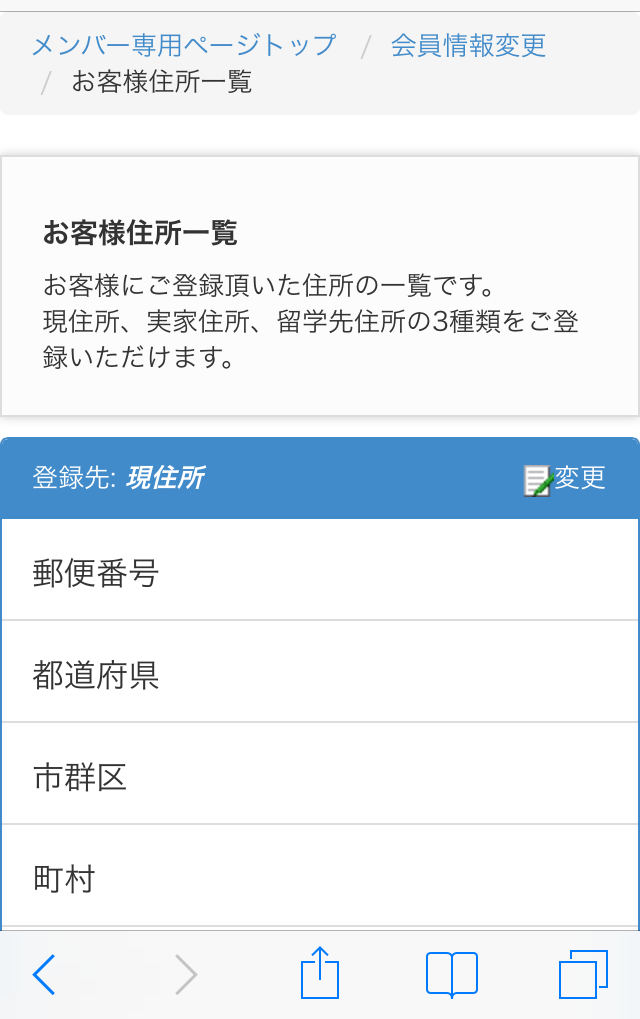 メンバー専用ページトップ / 会員情報変更
/ お客様住所一覧
お客様住所一覧
お客様にご登録頂いた住所の一覧です。
現住所、実家住所、留学先住所の3種類をご登
録いただけます。
登録先: 現住所 変更
郵便番号
都道府県
市群区
町村